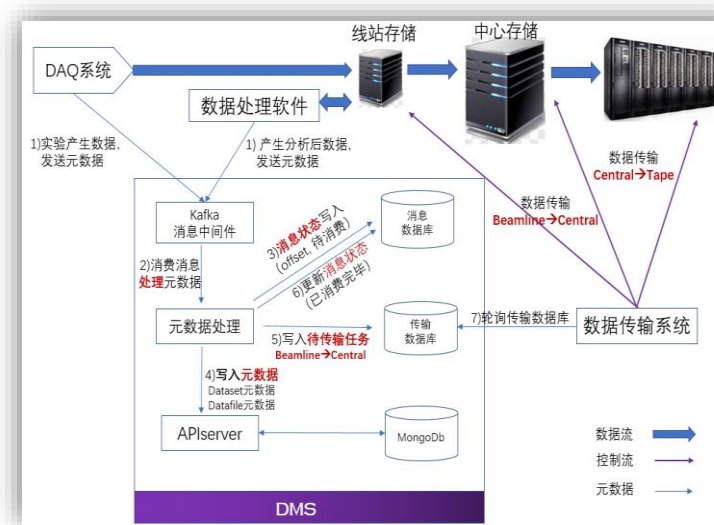 线站存储
中心存储
DAQ系统
数据处理软件
1)实验产生数据,
发送元数据
1) 产生分析后数据,
发送元数据
数据传输
Central→Tape
数据传输
Beamline→Central
Kafka
消息中间件
消息
数据库
3)消息状态写入
(offset, 待消费)
2)消费消息
处理元数据
6)更新消息状态
(已消费完毕)
元数据处理
传输
数据库
7)轮询传输数据库
数据传输系统
5)写入待传输任务
Beamline→Central
4)写入元数据
Dataset元数据
Datafile元数据
APIserver
MongoDb
数据流
控制流
元数据
DMS